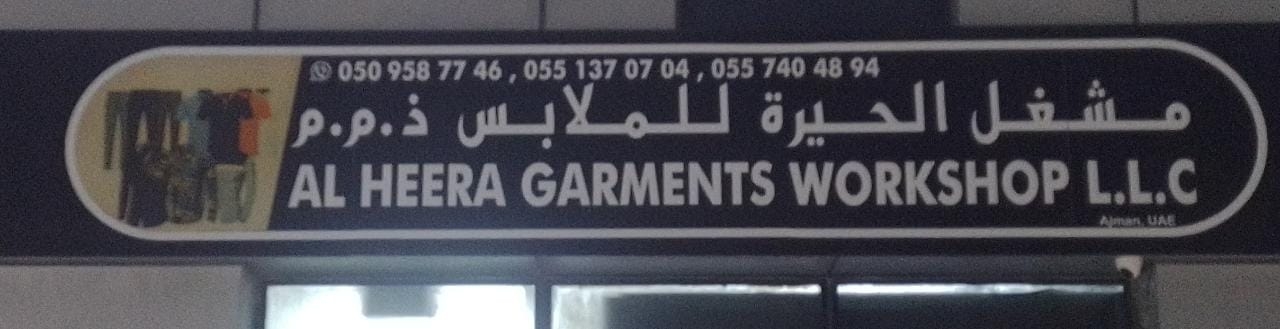 050 958 77 46 , 055 137 07 04 , 055 740 48 94
مشغل الحيرة للملابس ذ.م.م
AL HEERA GARMENTS WORKSHOP L.L.C
Ajman, UAE